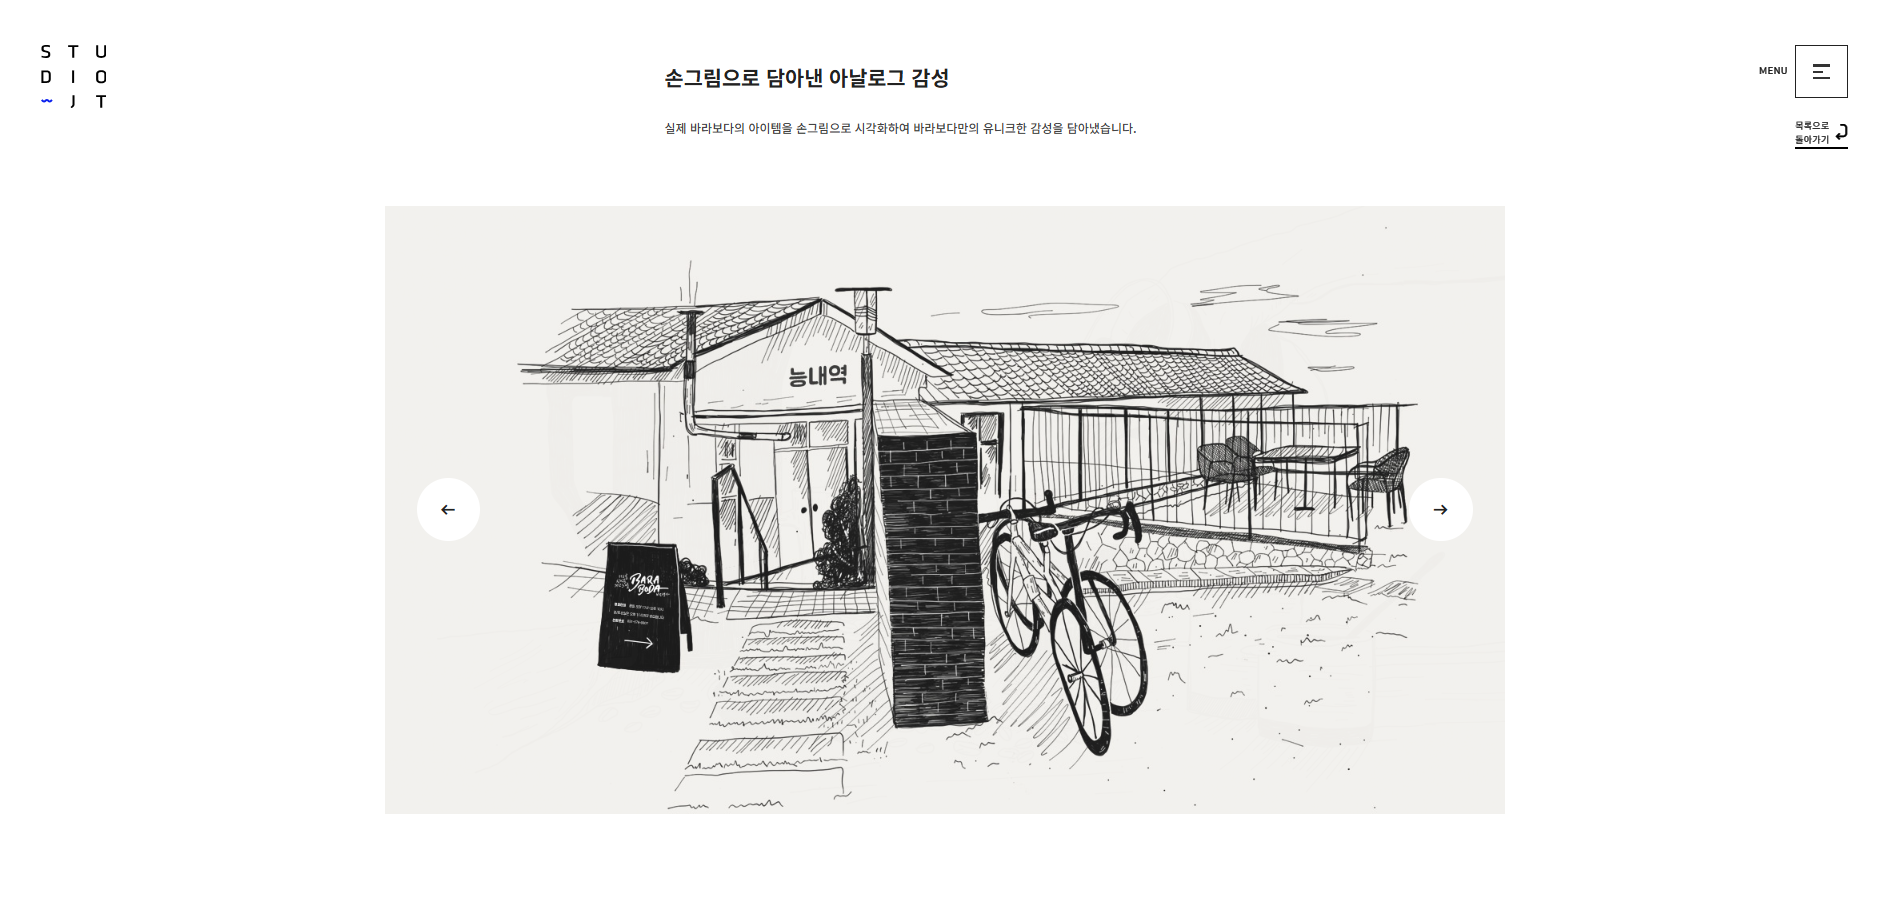 S T U
D I O
J T
손그림으로 담아낸 아날로그 감성
MENU
실제 바라보다의 아이템을 손그림으로 시각화하여 바라보다만의 유니크한 감성을 담아냈습니다.
목록으로
돌아가기
능내역
BARA
BODA